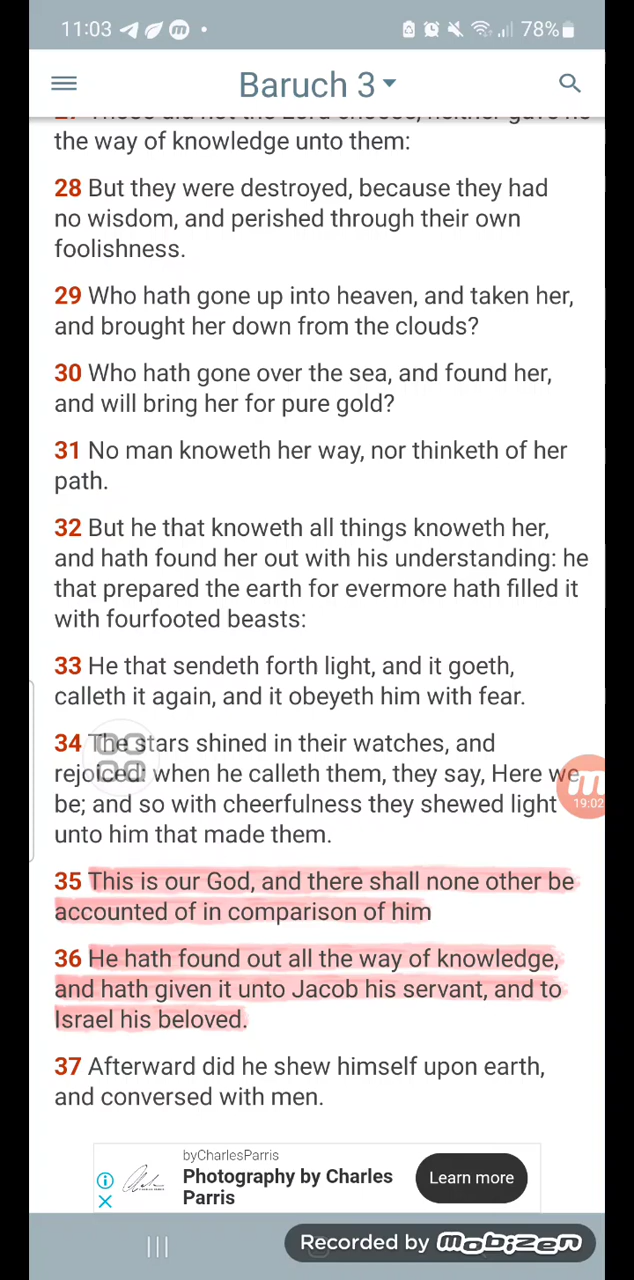 11:03
78%
Baruch 3
the way of knowledge unto them:
28 But they were destroyed, because they had
no wisdom, and perished through their own
foolishness.
29 Who hath gone up into heaven, and taken her,
and brought her down from the clouds?
30 Who hath gone over the sea, and found her,
and will bring her for pure gold?
31 No man knoweth her way, nor thinketh of her
path.
32 But he that knoweth all things knoweth her,
and hath found her out with his understanding: he
that prepared the earth for evermore hath filled it
with fourfooted beasts:
33 He that sendeth forth light, and it goeth,
calleth it again, and it obeyeth him with fear.
34 The stars shined in their watches, and
rejoiced: when he calleth them, they say, Here we
be; and so with cheerfulness they shewed light
unto him that made them.
19:02
35 This is our God, and there shall none other be
accounted of in comparison of him
36 He hath found out all the way of knowledge,
and hath given it unto Jacob his servant, and to
Israel his beloved.
37 Afterward did he shew himself upon earth,
and conversed with men.
byCharlesParris
Photography by Charles
Parris
Learn more
Recorded by mobizen